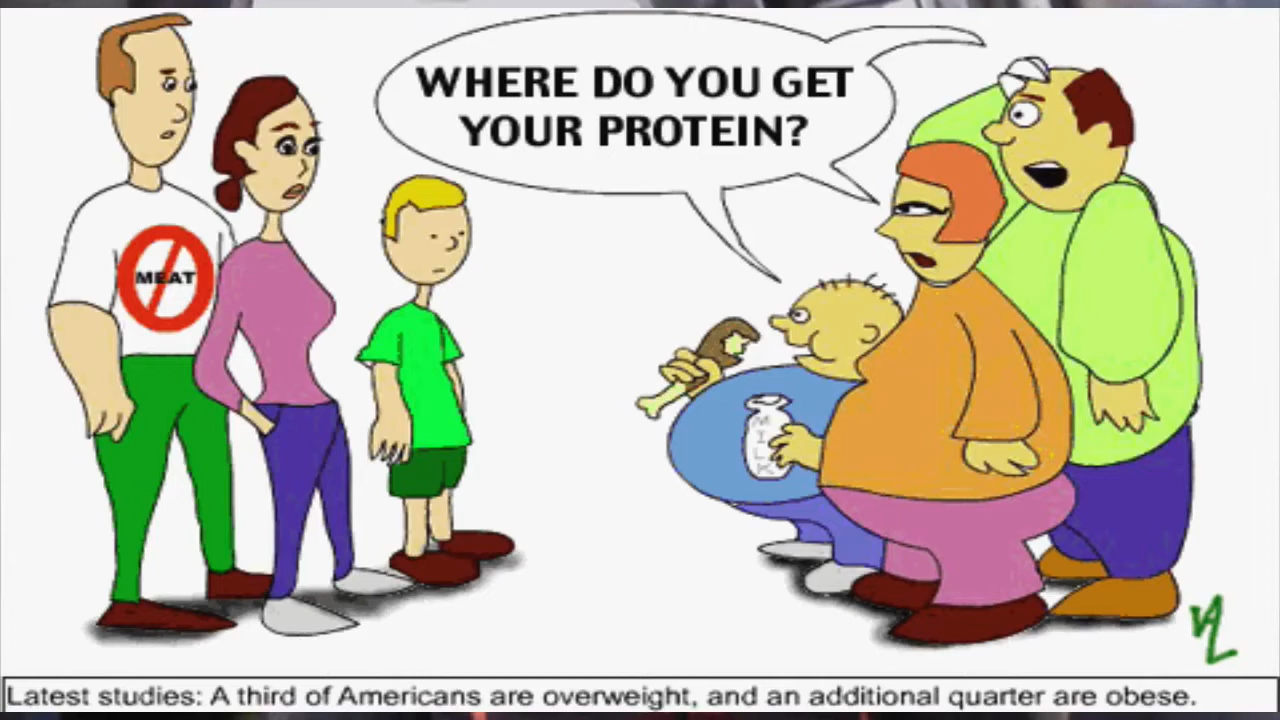 WHERE DO YOU GET
YOUR PROTEIN?
MEAT
MILK
Latest studies: A third of Americans are overweight, and an additional quarter are obese.